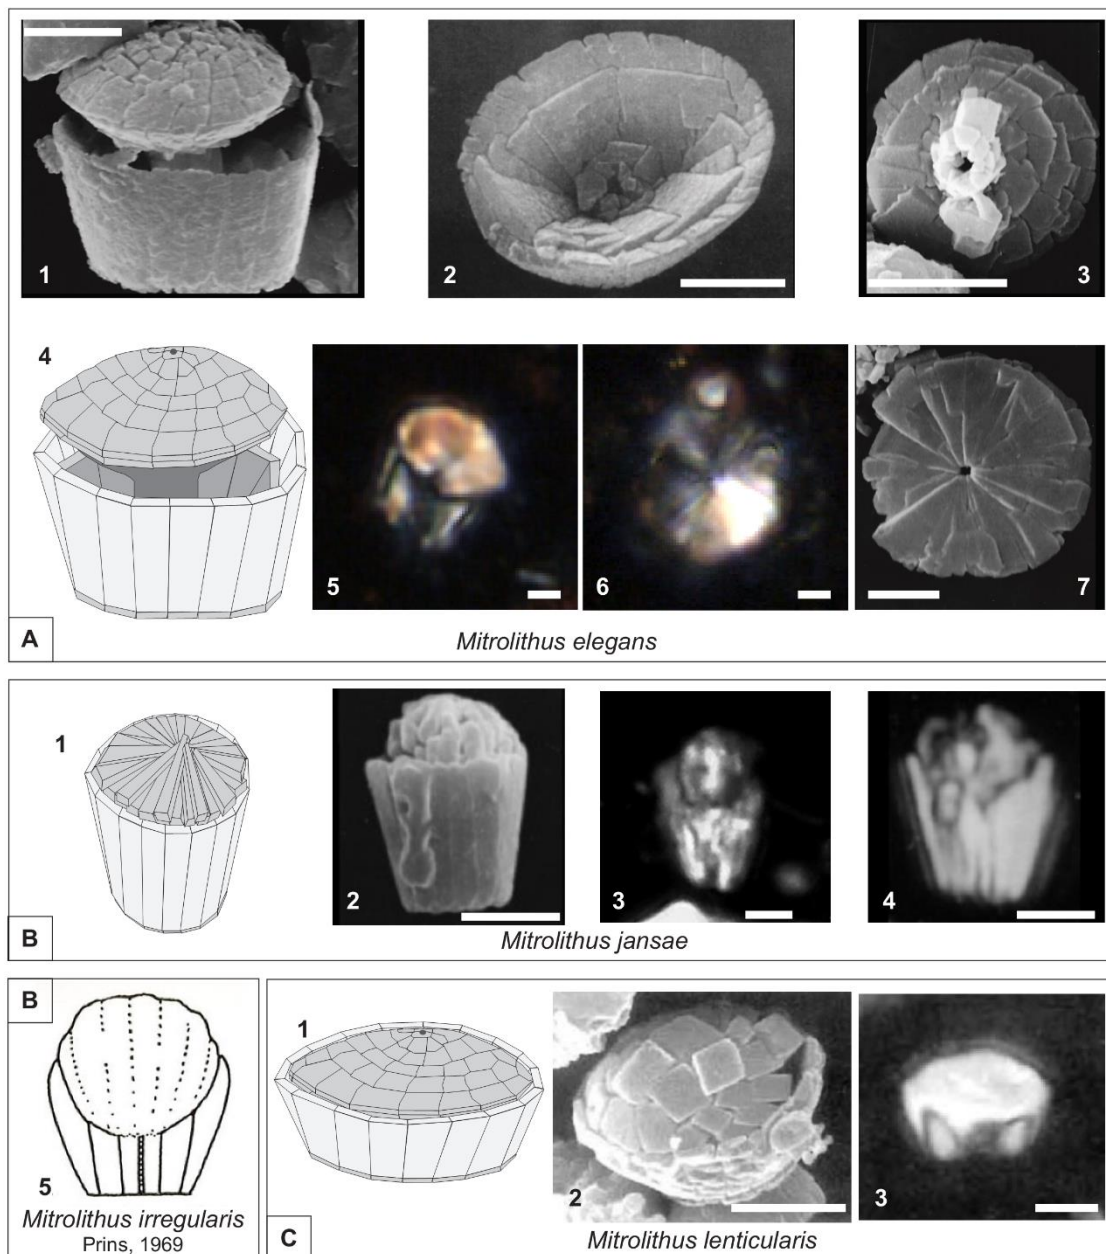 1
2
3
4
5
6
7
A
Mitrolithus elegans
1
2
3
4
B
Mitrolithus jansae
B
5
Mitrolithus irregularis
Prins, 1969
1
2
3
C
Mitrolithus lenticularis